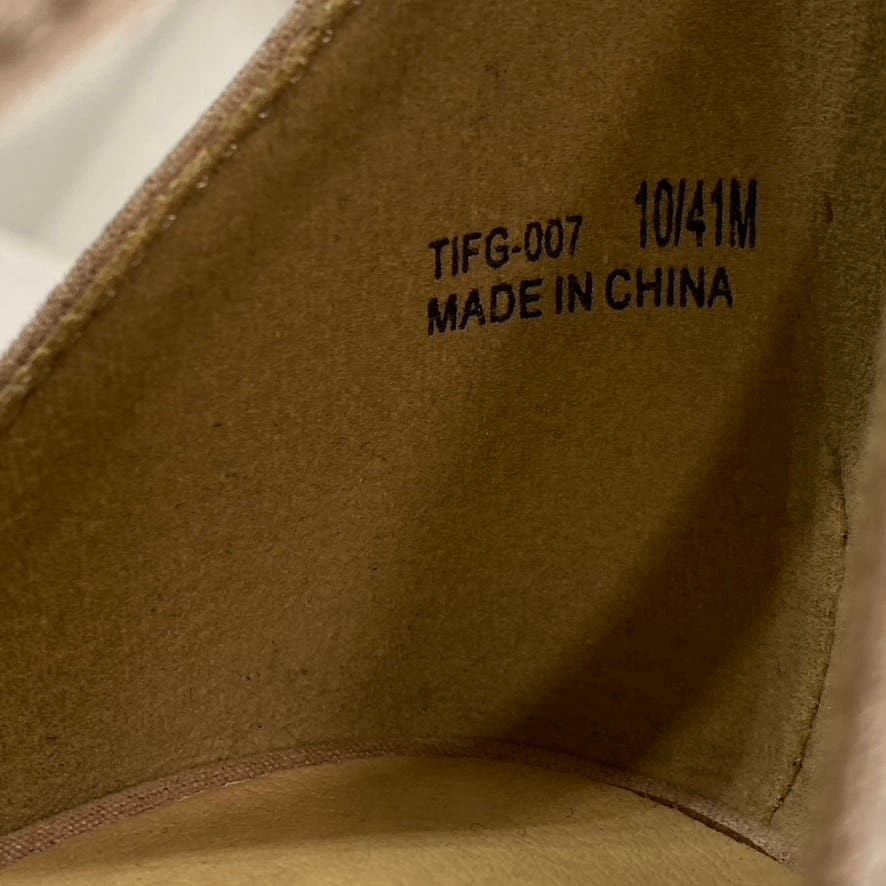 TIFG-007 10/41M
MADE IN CHINA